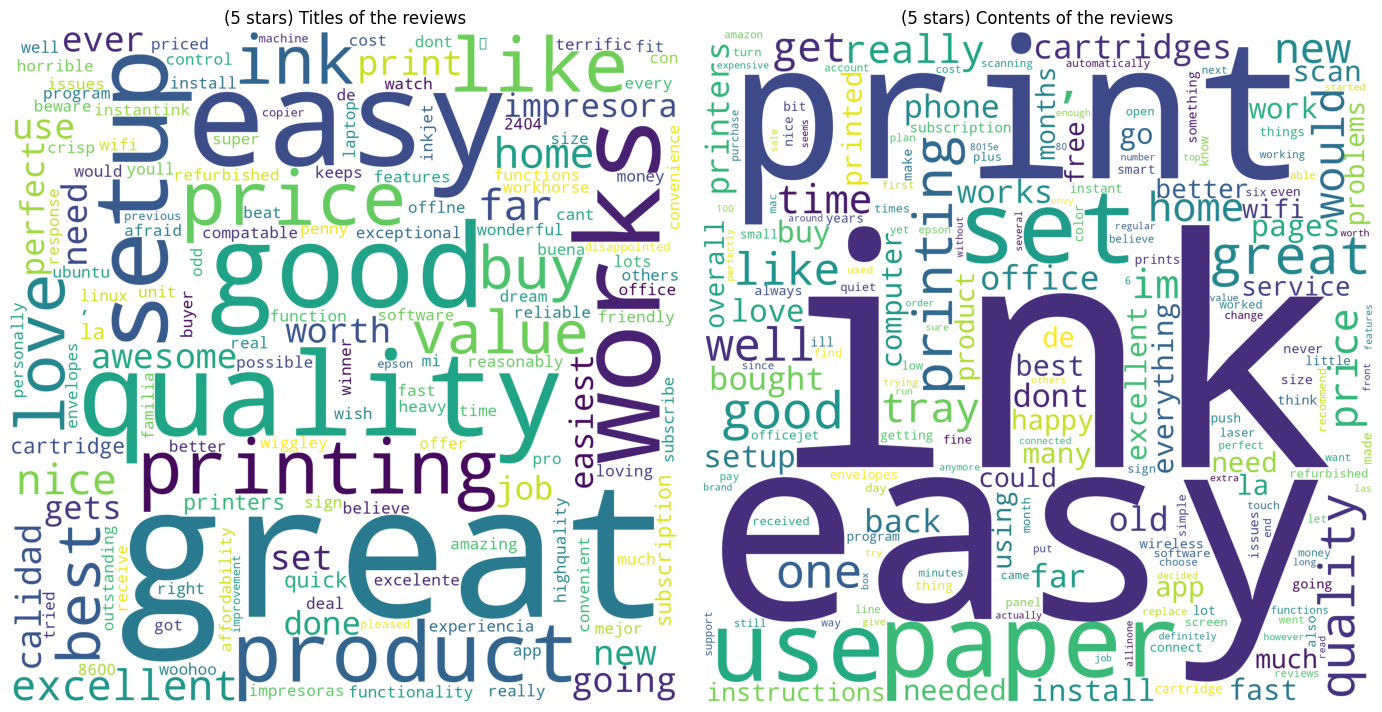 (5 stars) Titles of the reviews
well
ever
priced
cost
dont
like
terrific
fit
horrible
control
ink
print
con
issues
install
watch
every
program
machine
de
beware
instantink
setup
easy
impresora
copier
2404
use
super
laptop
inkjet
size
crisp
wifi
home
works
convenience
perfect
would
youll
refurbished
keeps
features
functions
money
need
price
workhorse
response
previous
beat
offlne
far
cant
afraid
compatable
penny
exceptional
wonderful
disappointed
love
odd
good
buy
buena
lots
ubuntu
others
linux
unit
buyer
dream
office
,
function
software
reliable
friendly
la
real
worth
value
personally
envelopes
awesome
possible
winner
epson
mi
reasonably
quality
familia
fast
heavy
time
easiest
subscribe
wish
cartridge
better
wiggley
offer
pro
loving
nice
printing
job
printers
sign
believe
gets
great
subscription
calidad
best
outstanding
receive
set
amazing
highquality
convenient
much
tried
right
affordability
improvement
quick
excelente
deal
got
done
pleased
experiencia
mejor
8600
woohoo
product
app
new
excellent
impresoras
functionality
really
going
(5 stars) Contents of the reviews
amazon
turn
get
really
cartridges
new
expensive
account
cost
scanning
automatically
next
printers
print
scan
started
purchase
sale
nice
bit
seems
printed
phone
,
months
free
enough
open
something
work
would
problems
subscription
plan
go
things
8015e
80
number
top
know
working
make
plus
smart
able
time
first
printing
works
instant
better
six
even
100
mac
around
years
times
envy
home
wifi
small
buy
yet
epson
without
set
several
color
regular
believe
pages
worth
overall
perfectly
like
used
computer
prints
great
always
quiet
office
6
im
service
love
order
product
value
worked
change
well
ill
sure
de
excellent
everything
never
price
features
since
find
low
best
little
front
bought
trying
run
others
dont
size
think
recommend
good
tray
happy
push
officejet
getting
fine
connected
many
laser
perfect
made
setup
ink
anymore
sign
need
want
pay
envelopes
could
extra
refurbished
brand
day
la
las
easy
received
back
using
month
old
simple
issues
touch
end
let
quality
program
put
wireless
software
one
try
choose
money
long
box
minutes
thing
came
far
decided
app
going
panel
replace
lot
functions
support
still
line
give
actually
screen
went
also
way
definitely
however
read
use
paper
job
allinone
connect
much
reviews
instructions
needed
install
cartridge
fast